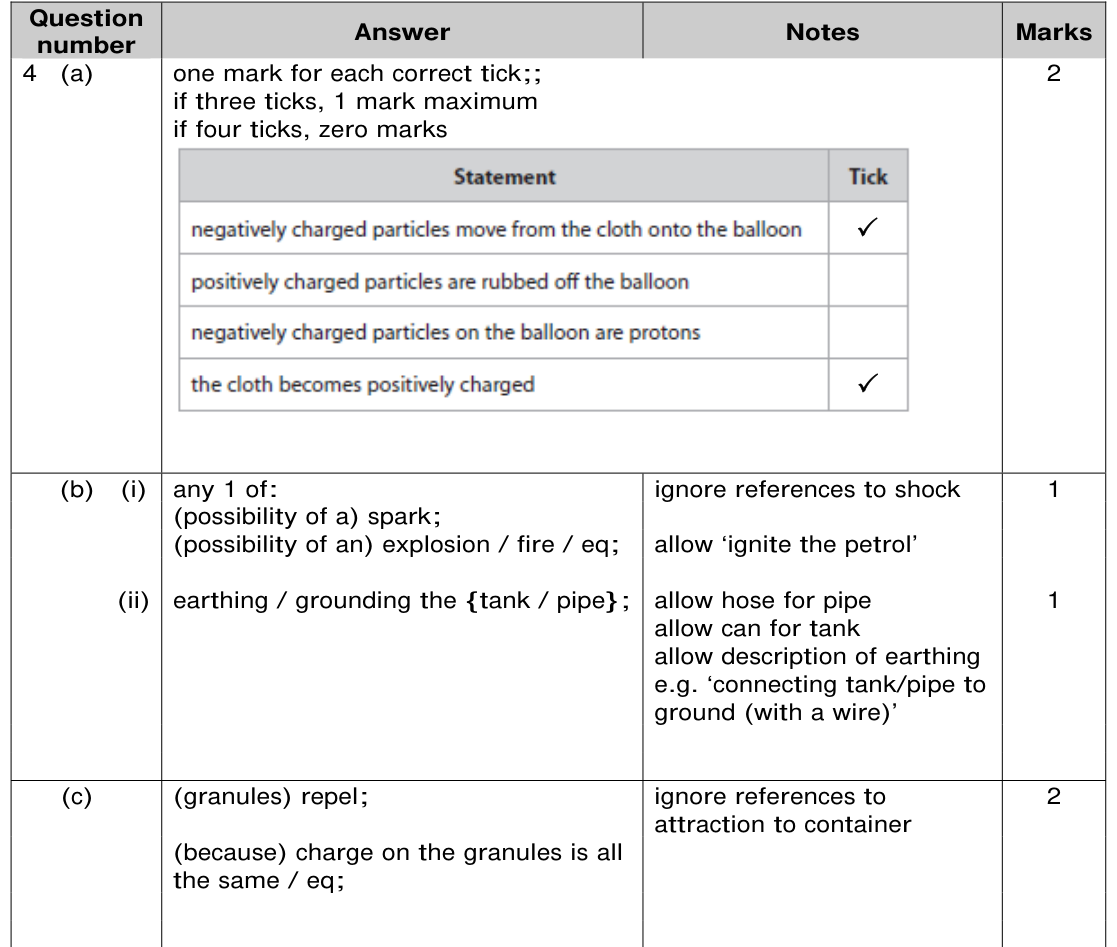 Question number
Answer
Notes
Marks
4 (a)
one mark for each correct tick;;
if three ticks, 1 mark maximum
if four ticks, zero marks
2
Statement
Tick
negatively charged particles move from the cloth onto the balloon ✓
positively charged particles are rubbed off the balloon
negatively charged particles on the balloon are protons
the cloth becomes positively charged ✓
(b) (i)
any 1 of:
(possibility of a) spark;
(possibility of an) explosion / fire / eq;
ignore references to shock
allow ‘ignite the petrol’
1
(ii)
earthing / grounding the {tank / pipe};
allow hose for pipe
allow can for tank
allow description of earthing
e.g. ‘connecting tank/pipe to
ground (with a wire)’
1
(c)
(granules) repel;
(because) charge on the granules is all
the same / eq;
ignore references to
attraction to container
2